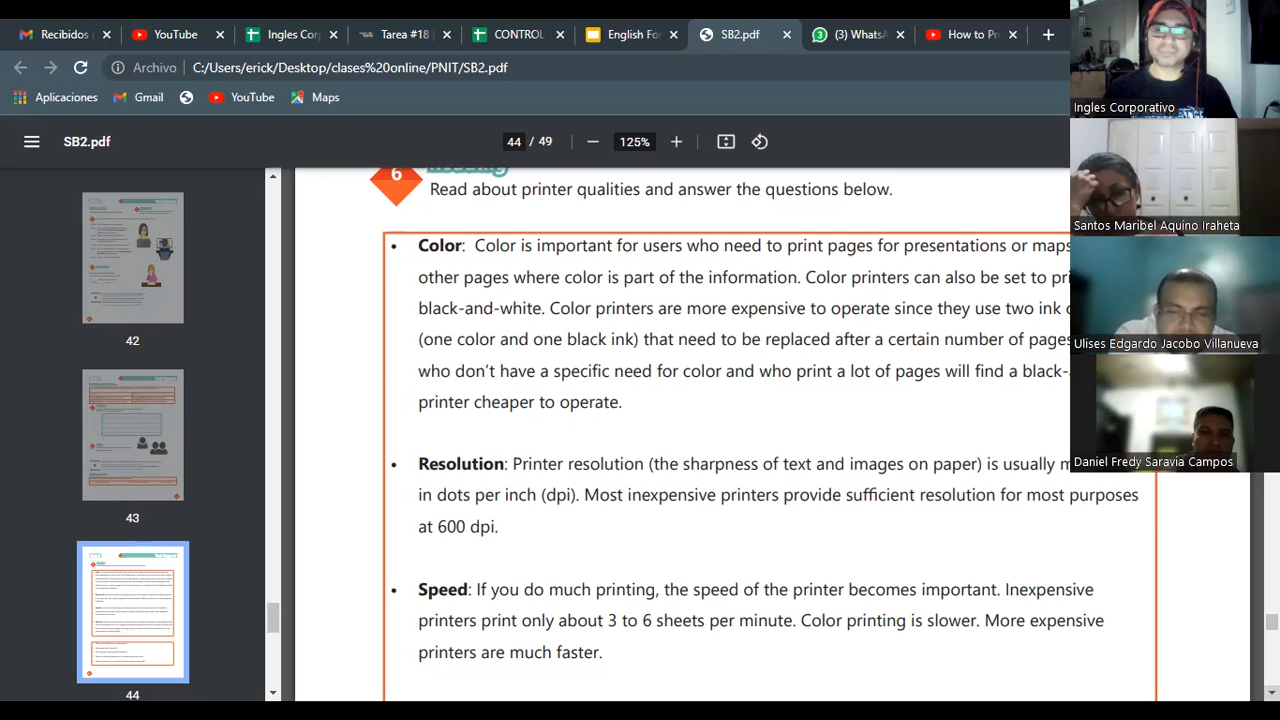 Recibidos (
YouTube
Ingles Corp
Tarea #18
CONTROL
English Fo
SB2.pdf
(3) WhatsA
How to Pr
Archivo C:/Users/erick/Desktop/clases%20online/PNIT/SB2.pdf
Aplicaciones Gmail YouTube Maps
SB2.pdf 44 / 49 125%
42
43
44
6 Reading
Read about printer qualities and answer the questions below.
• Color: Color is important for users who need to print pages for presentations or maps
other pages where color is part of the information. Color printers can also be set to pri
black-and-white. Color printers are more expensive to operate since they use two ink c
(one color and one black ink) that need to be replaced after a certain number of pages
who don't have a specific need for color and who print a lot of pages will find a black-
printer cheaper to operate.
• Resolution: Printer resolution (the sharpness of text and images on paper) is usually m
in dots per inch (dpi). Most inexpensive printers provide sufficient resolution for most purposes
at 600 dpi.
• Speed: If you do much printing, the speed of the printer becomes important. Inexpensive
printers print only about 3 to 6 sheets per minute. Color printing is slower. More expensive
printers are much faster.
Ingles Corporativo
Santos Maribel Aquino Iraheta
Ulises Edgardo Jacobo Villanueva
Daniel Fredy Saravia Campos